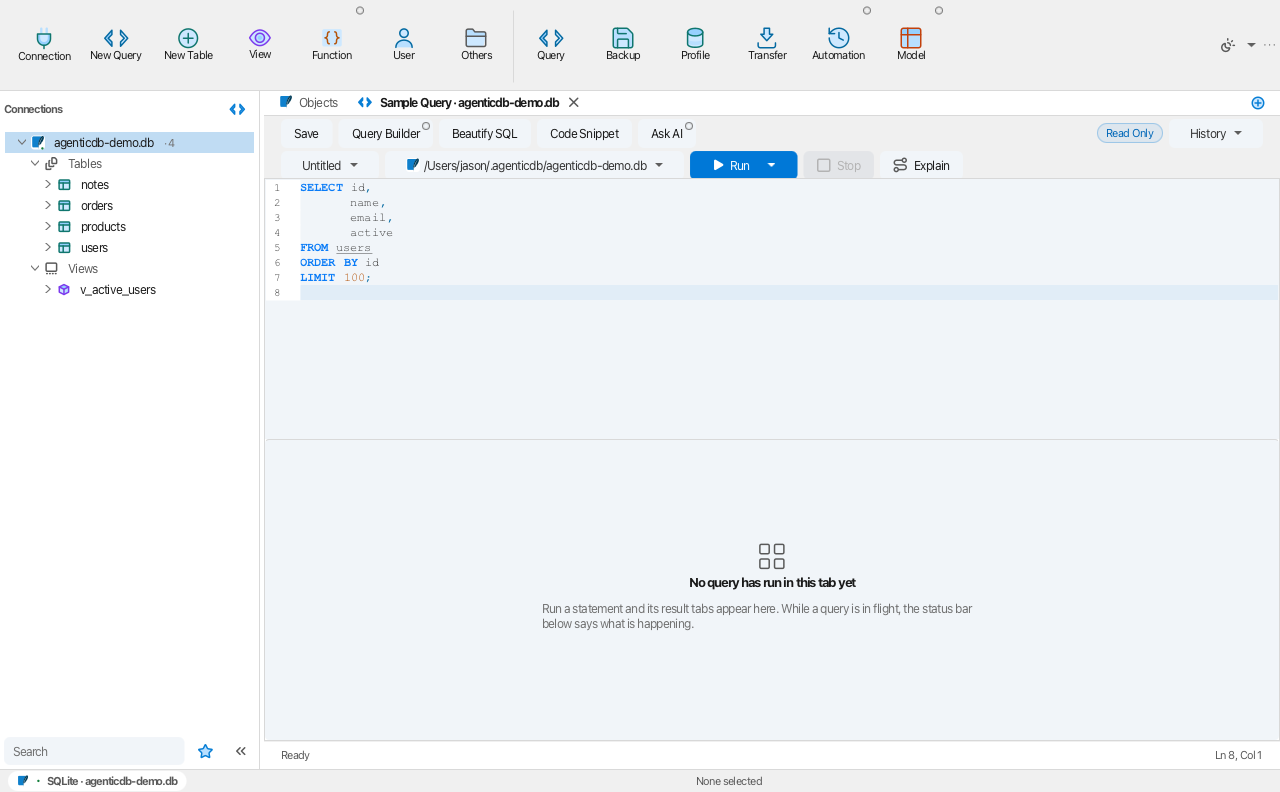 Connection New Query New Table View Function User Others Query Backup Profile Transfer Automation Model
Connections
Objects Sample Query · agenticdb-demo.db
agenticdb-demo.db · 4
Tables
notes
orders
products
users
Views
v_active_users
Save Query Builder Beautify SQL Code Snippet Ask AI Read Only History
Untitled /Users/jason/.agenticdb/agenticdb-demo.db Run Stop Explain
1 SELECT id,
2 name,
3 email,
4 active
5 FROM users
6 ORDER BY id
7 LIMIT 100;
8
No query has run in this tab yet
Run a statement and its result tabs appear here. While a query is in flight, the status bar
below says what is happening.
Search
Ready Ln 8, Col 1
SQLite · agenticdb-demo.db None selected